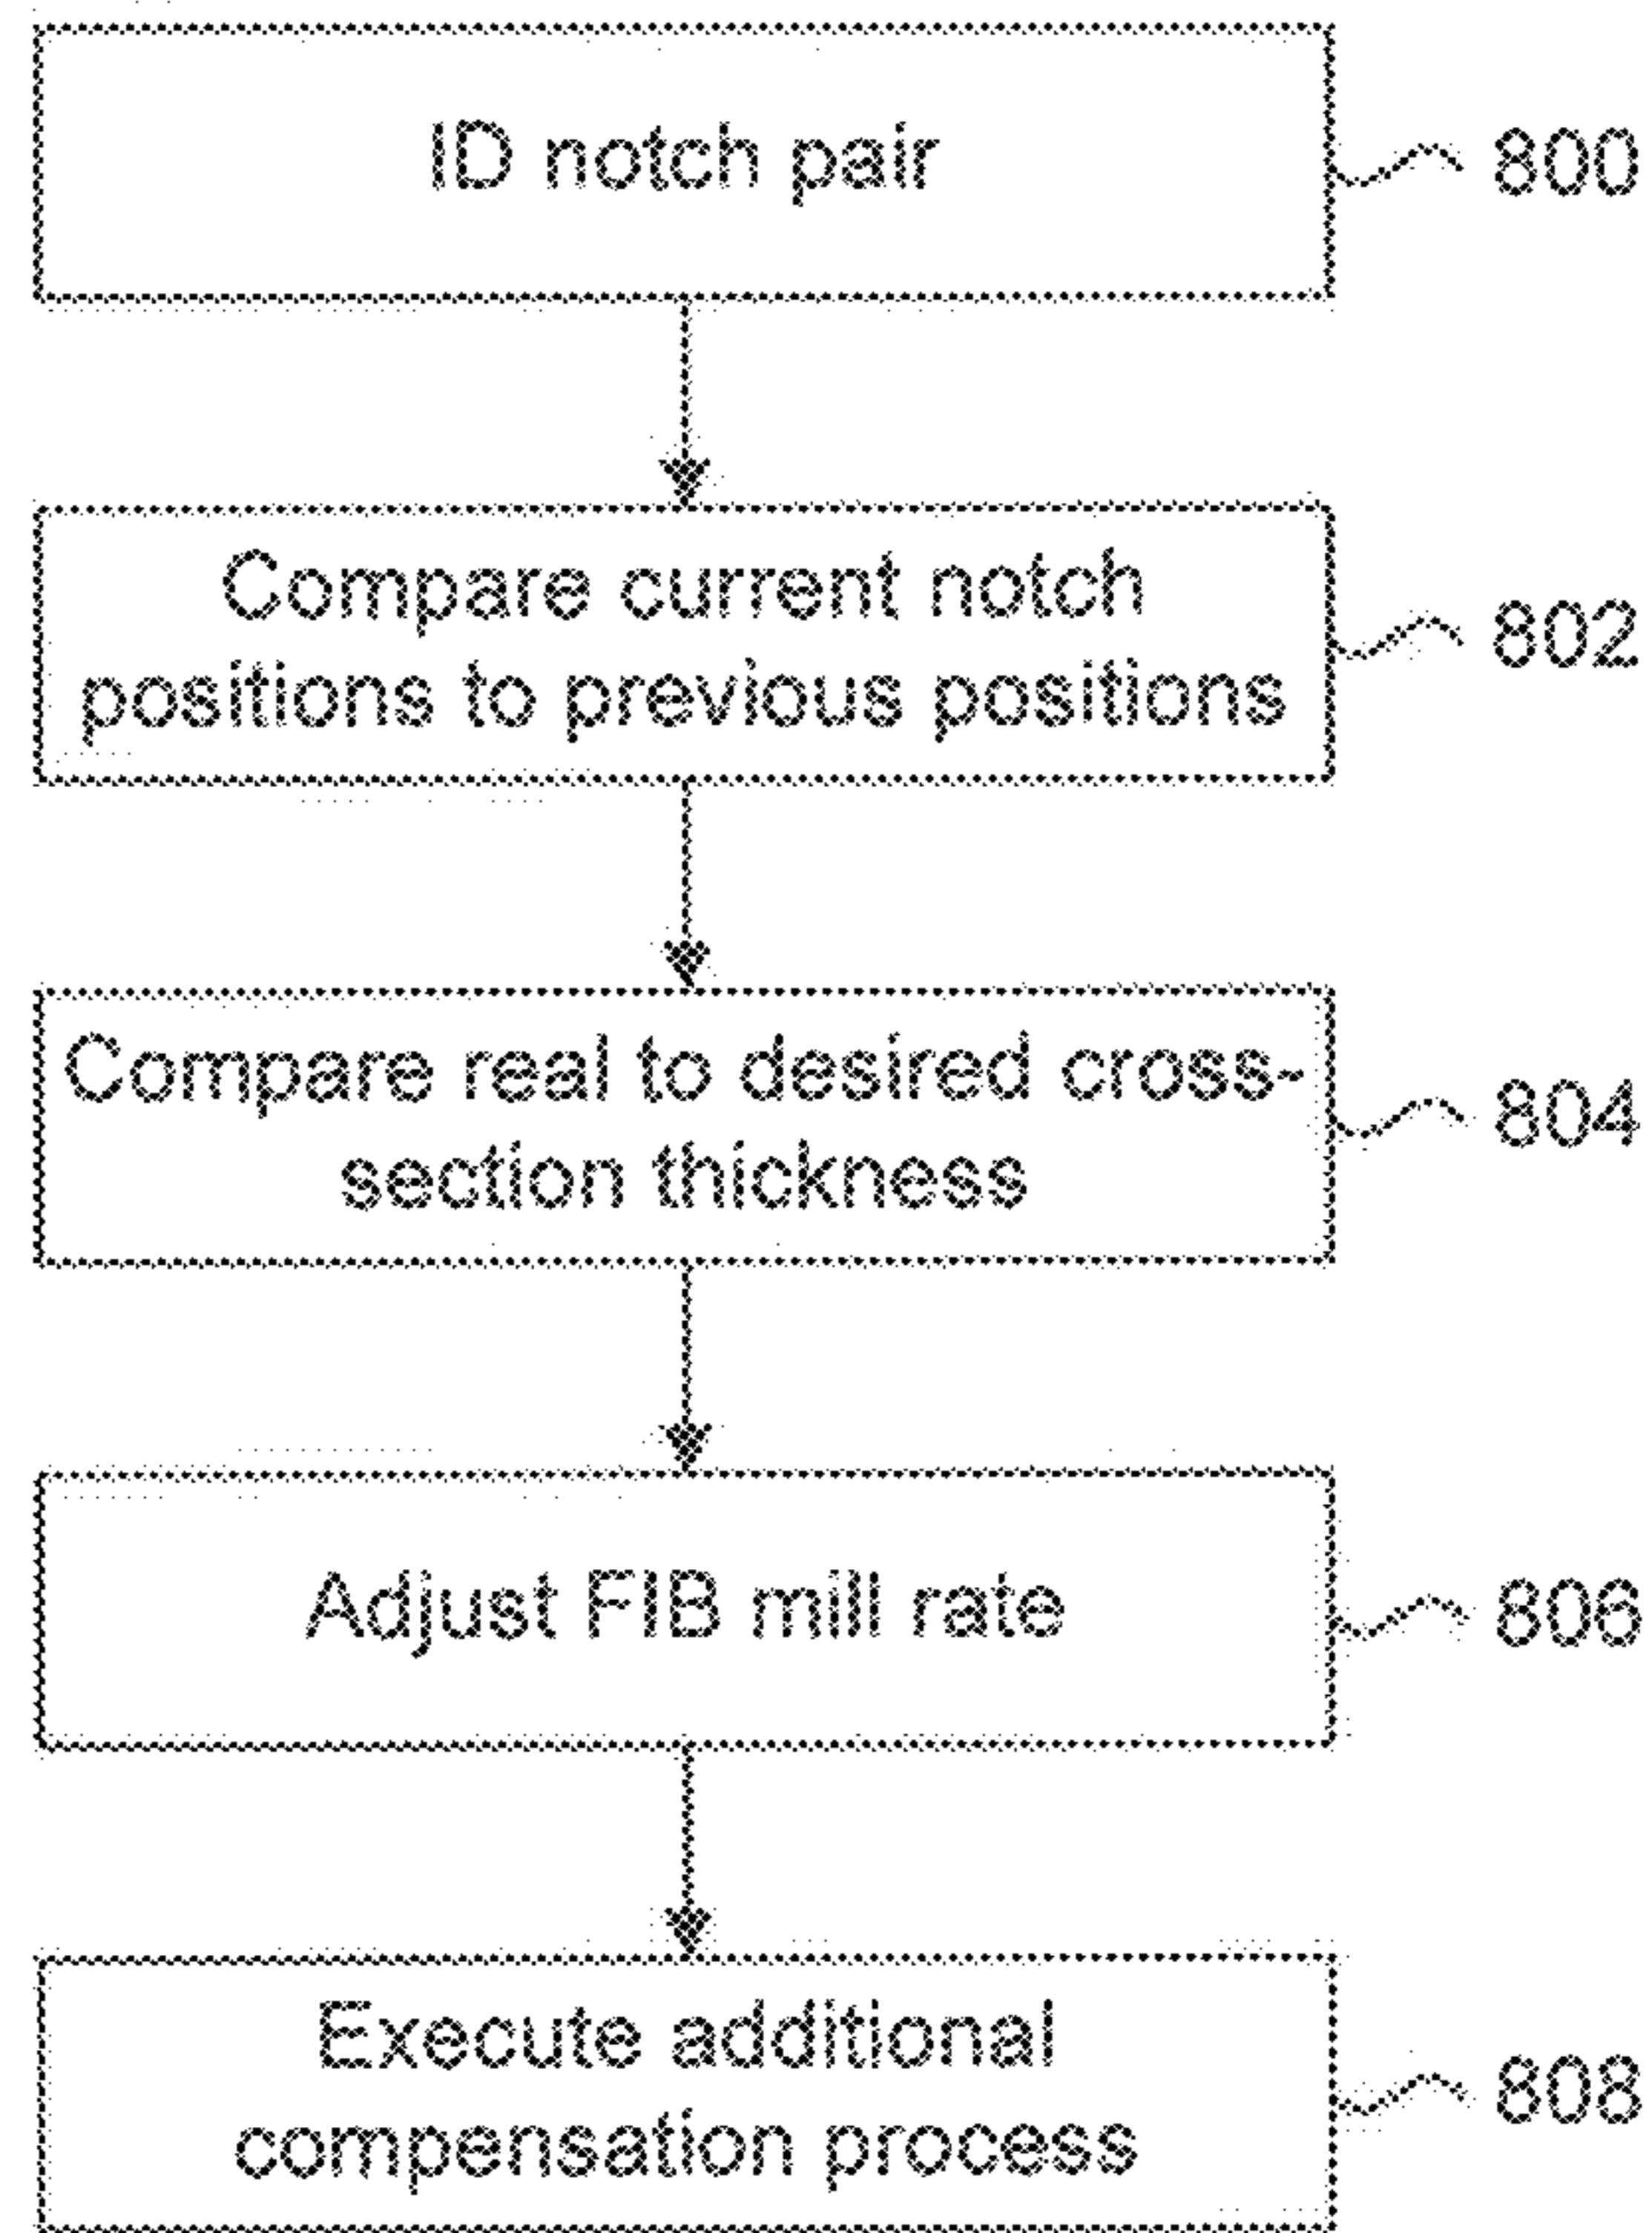 ID notch pair
800
Compare current notch
positions to previous positions
802
Compare real to desired cross-
section thickness
804
Adjust FIB mill rate
806
Execute additional
compensation process
808